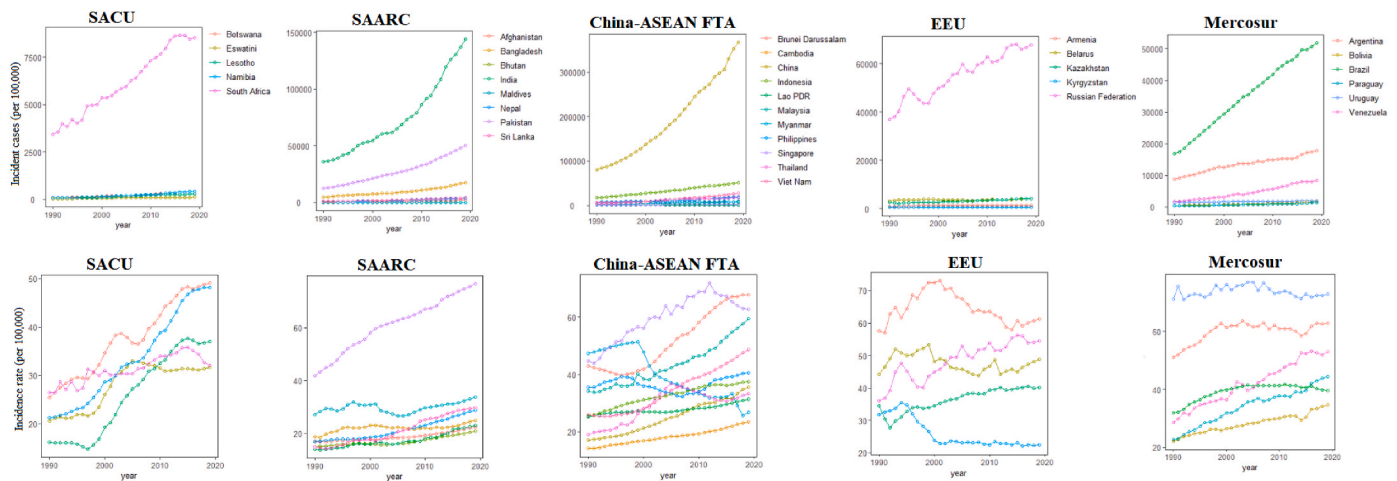 SACU
SAARC
China-ASEAN FTA
EEU
Mercosur
Incident cases (per 100,000)
7500
5000
2500
0
1990
2000
2010
2020
year
Botswana
Eswatini
Lesotho
Namibia
South Africa
150000
100000
50000
0
1990
2000
2010
2020
year
Afghanistan
Bangladesh
Bhutan
India
Maldives
Nepal
Pakistan
Sri Lanka
300000
200000
100000
0
1990
2000
2010
2020
year
Brunei Darussalam
Cambodia
China
Indonesia
Lao PDR
Malaysia
Myanmar
Philippines
Singapore
Thailand
Viet Nam
60000
40000
20000
0
1990
2000
2010
2020
year
Armenia
Belarus
Kazakhstan
Kyrgyzstan
Russian Federation
50000
40000
30000
20000
10000
0
1990
2000
2010
2020
year
Argentina
Bolivia
Brazil
Paraguay
Uruguay
Venezuela
SACU
SAARC
China-ASEAN FTA
EEU
Mercosur
Incidence rate (per 100,000)
50
40
30
20
1990
2000
2010
2020
year
60
40
20
1990
2000
2010
2020
year
80
60
40
20
1990
2000
2010
2020
year
70
60
50
40
30
20
1990
2000
2010
2020
year
80
60
40
20
1990
2000
2010
2020
year